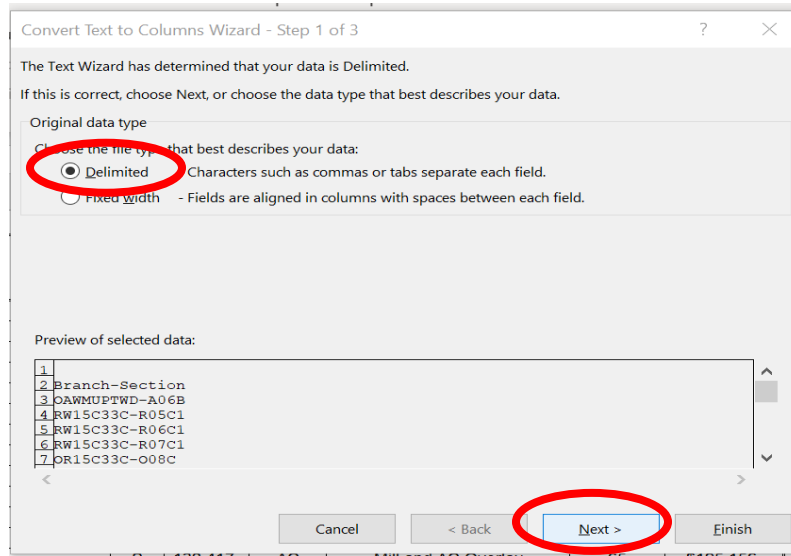 Convert Text to Columns Wizard - Step 1 of 3 ?
The Text Wizard has determined that your data is Delimited.
If this is correct, choose Next, or choose the data type that best describes your data.
Original data type
Choose the file type that best describes your data:
Delimited - Characters such as commas or tabs separate each field.
Fixed width - Fields are aligned in columns with spaces between each field.
Preview of selected data:
1
2 Branch-Section
3 OAWMUPTWD-A06B
4 RW15C33C-R05C1
5 RW15C33C-R06C1
6 RW15C33C-R07C1
7 OR15C33C-O08C
Cancel < Back Next > Finish